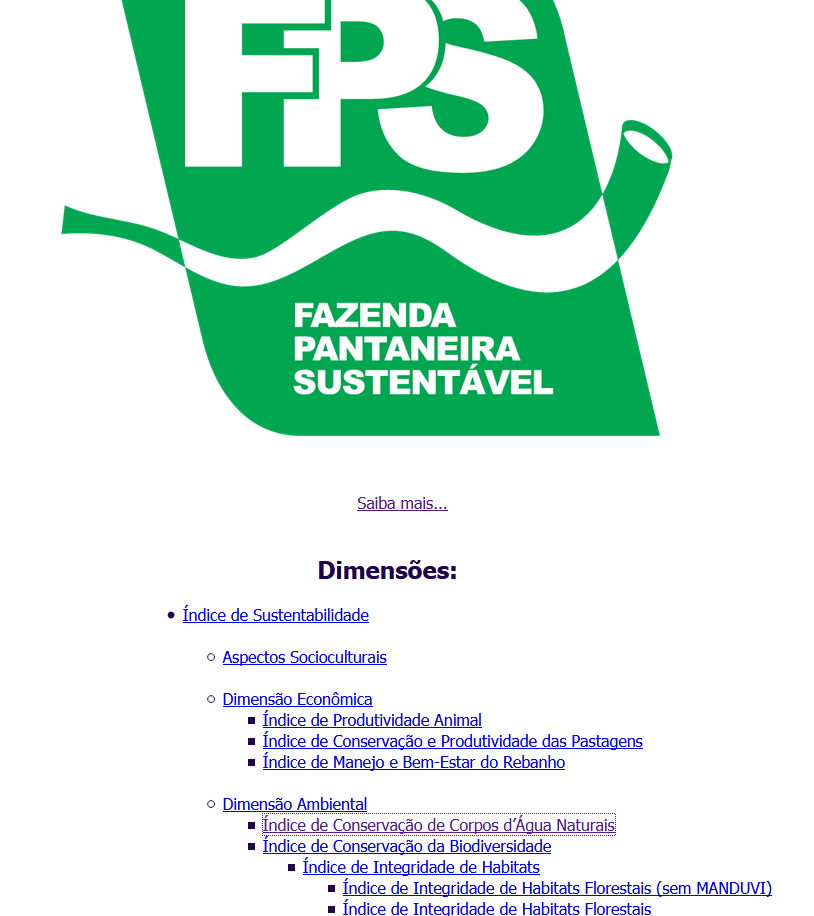 FPS
FAZENDA
PANTANEIRA
SUSTENTÁVEL
Saiba mais...
Dimensões:
Índice de Sustentabilidade
Aspectos Socioculturais
Dimensão Econômica
Índice de Produtividade Animal
Índice de Conservação e Produtividade das Pastagens
Índice de Manejo e Bem-Estar do Rebanho
Dimensão Ambiental
Índice de Conservação de Corpos d’Água Naturais
Índice de Conservação da Biodiversidade
Índice de Integridade de Habitats
Índice de Integridade de Habitats Florestais (sem MANDUVI)
Índice de Integridade de Habitats Florestais